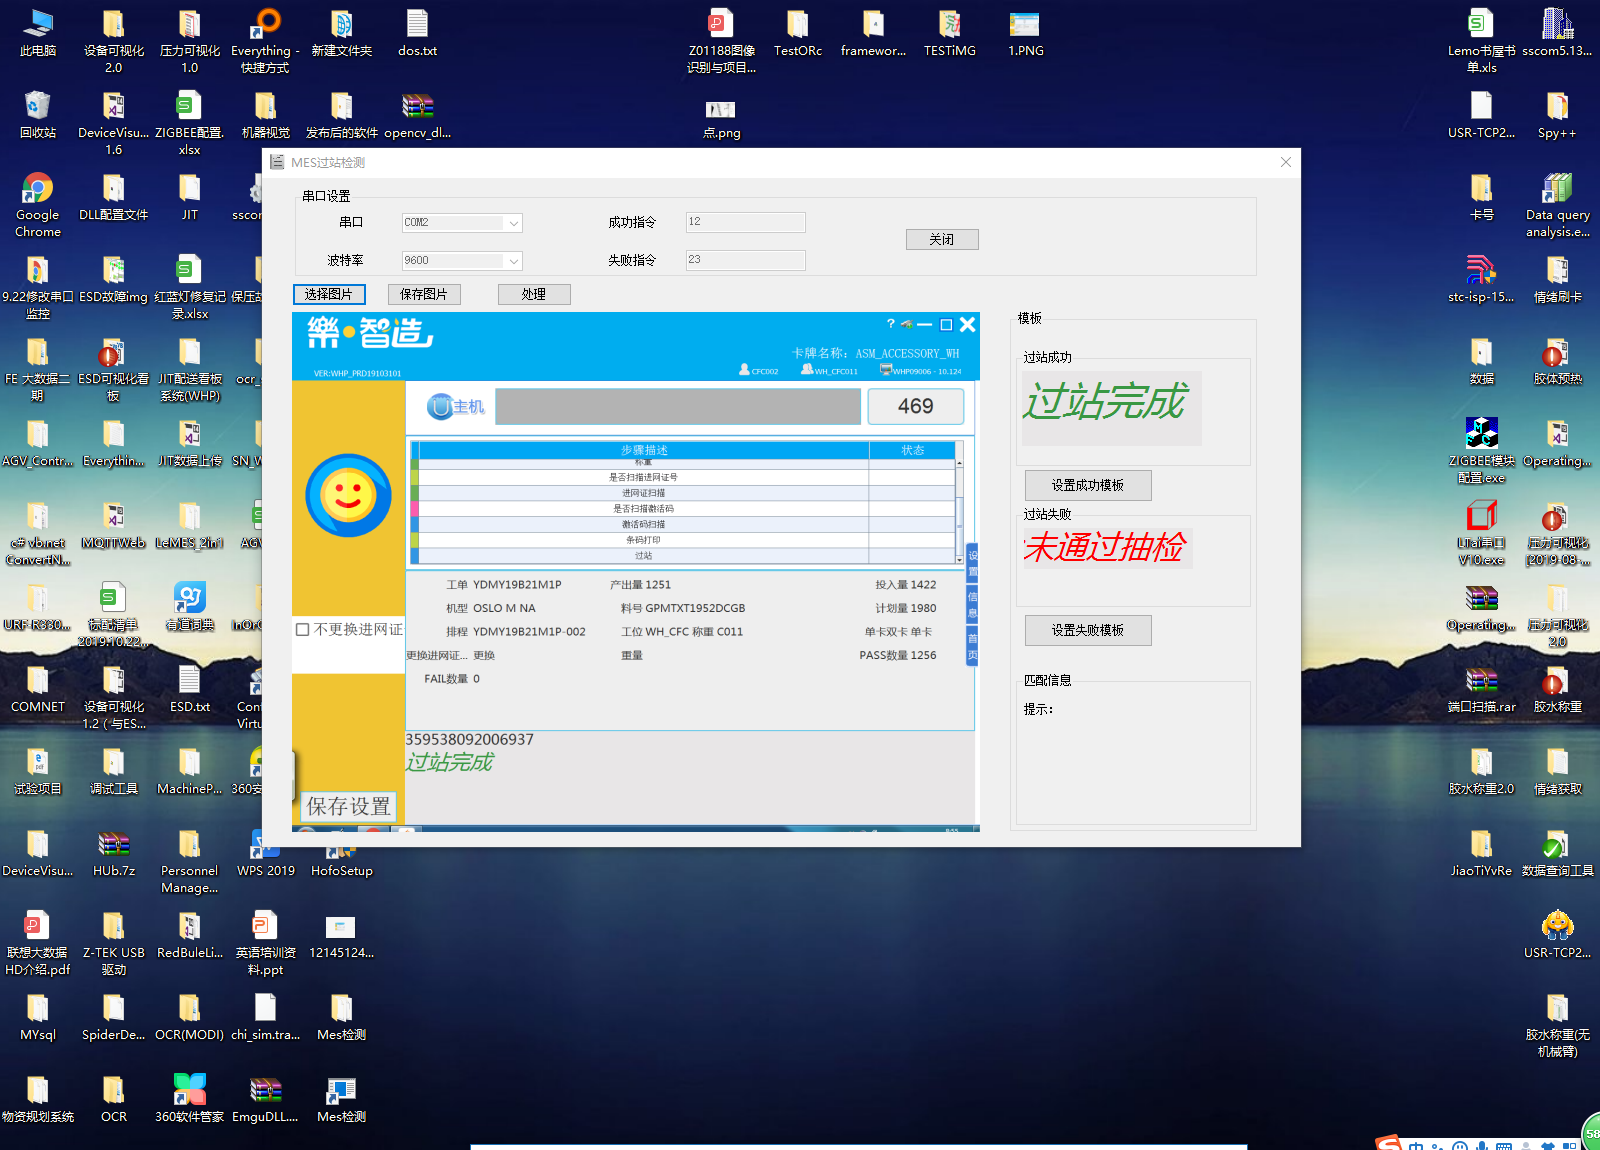 此电脑
设备可视化
2.0
压力可视化
1.0
Everything -
快捷方式
新建文件夹
dos.txt
Z01188图像
识别与项目...
TestORc
framewor...
TESTiMG
1.PNG
Lemo书屋书
单.xls
sscom5.13...
回收站
DeviceVisu...
1.6
ZIGBEE配置.
xlsx
机器视觉
发布后的软件
opencv_dl...
点.png
USR-TCP2...
Spy++
Google
Chrome
DLL配置文件
JIT
sscor
卡号
Data query
analysis.e...
9.22修改串口
监控
ESD故障img
红蓝灯修复记
录.xlsx
保压故
stc-isp-15...
情绪刷卡
FE 大数据二
期
ESD可视化看
板
JIT配送看板
系统(WHP)
ocr_
数据
胶体预热
AGV_Contr...
Everythin...
JIT数据上传
SN_W
ZIGBEE模块
配置.exe
Operating...
c# vb.net
ConvertN...
MQTTWeb
LeMES_2in1
AGV
LTai串口
V10.exe
压力可视化
[2019-08-...
URF-R330...
标配清单
2019.10.22...
有道词典
InOr
Operating...
压力可视化
2.0
COMNET
设备可视化
1.2（与ES...
ESD.txt
Con
Virtu
端口扫描.rar
胶水称重
试验项目
调试工具
MachineP...
360安
胶水称重2.0
情绪获取
DeviceVisu...
HUb.7z
Personnel
Manage...
WPS 2019
HofoSetup
JiaoTiYvRe
数据查询工具
联想大数据
HD介绍.pdf
Z-TEK USB
驱动
RedBuleLi...
英语培训资
料.ppt
12145124...
USR-TCP2...
MYsql
SpiderDe...
OCR(MODI)
chi_sim.tra...
Mes检测
胶水称重(无
机械臂)
物资规划系统
OCR
360软件管家
EmguDLL....
Mes检测
MES过站检测
串口设置
串口
COM2
成功指令
12
关闭
波特率
9600
失败指令
23
选择图片
保存图片
处理
樂·智造
VER:WHP_PRD19103101
卡牌名称: ASM_ACCESSORY_WH
CFC002
WH_CFC011
WHP09006 - 10.124
主机
469
步骤描述
状态
称重
是否扫描进网证号
进网证扫描
是否扫描激活码
激活码扫描
条码打印
过站
设置
信息
首页
工单 YDMY19B21M1P
产出量 1251
投入量 1422
机型 OSLO M NA
料号 GPMTXT1952DCGB
计划量 1980
排程 YDMY19B21M1P-002
工位 WH_CFC 称重 C011
单卡双卡 单卡
更换进网证... 更换
重量
PASS数量 1256
FAIL数量 0
不更换进网证
359538092006937
过站完成
保存设置
模板
过站成功
过站完成
设置成功模板
过站失败
未通过抽检
设置失败模板
匹配信息
提示:
中
58